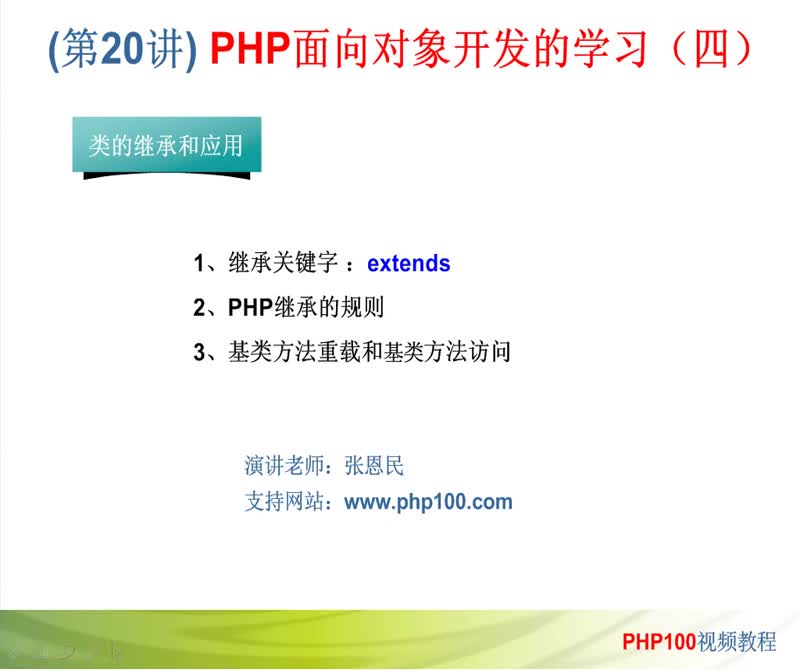 (第20讲) PHP面向对象开发的学习（四）
类的继承和应用
1、继承关键字：extends
2、PHP继承的规则
3、基类方法重载和基类方法访问
演讲老师：张恩民
支持网站：www.php100.com
PHP100视频教程